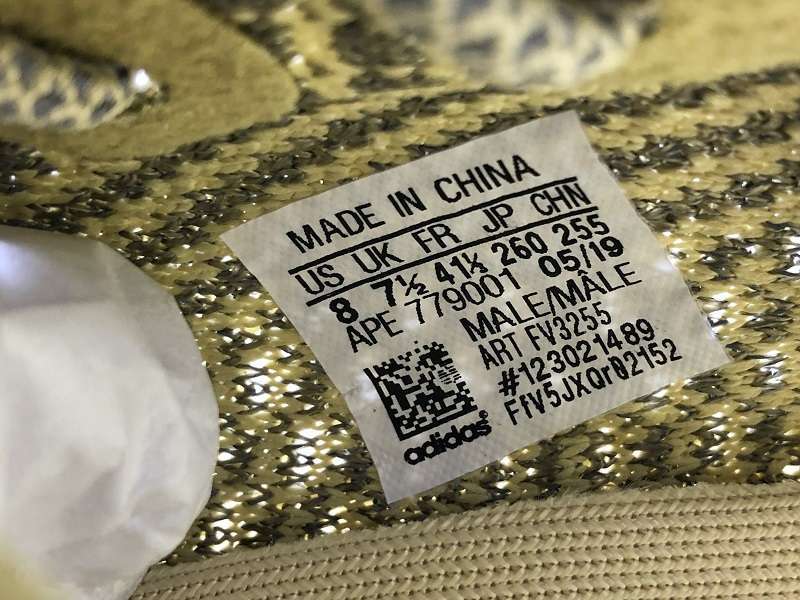 MADE IN CHINA
US UK FR JP CHN
8 7½ 41⅓ 260 255
APE 779001 05/19
MALE/MÂLE
ART FV3255
#123021489
FfV5JXQr02152
adidas